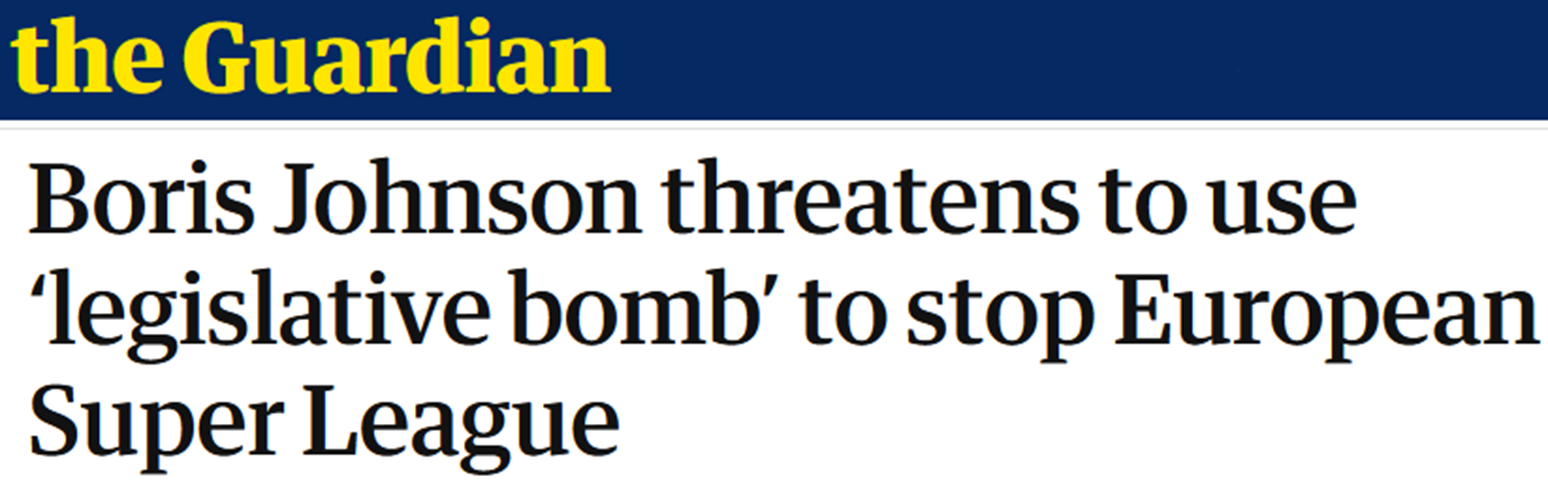 the Guardian
Boris Johnson threatens to use
‘legislative bomb’ to stop European
Super League